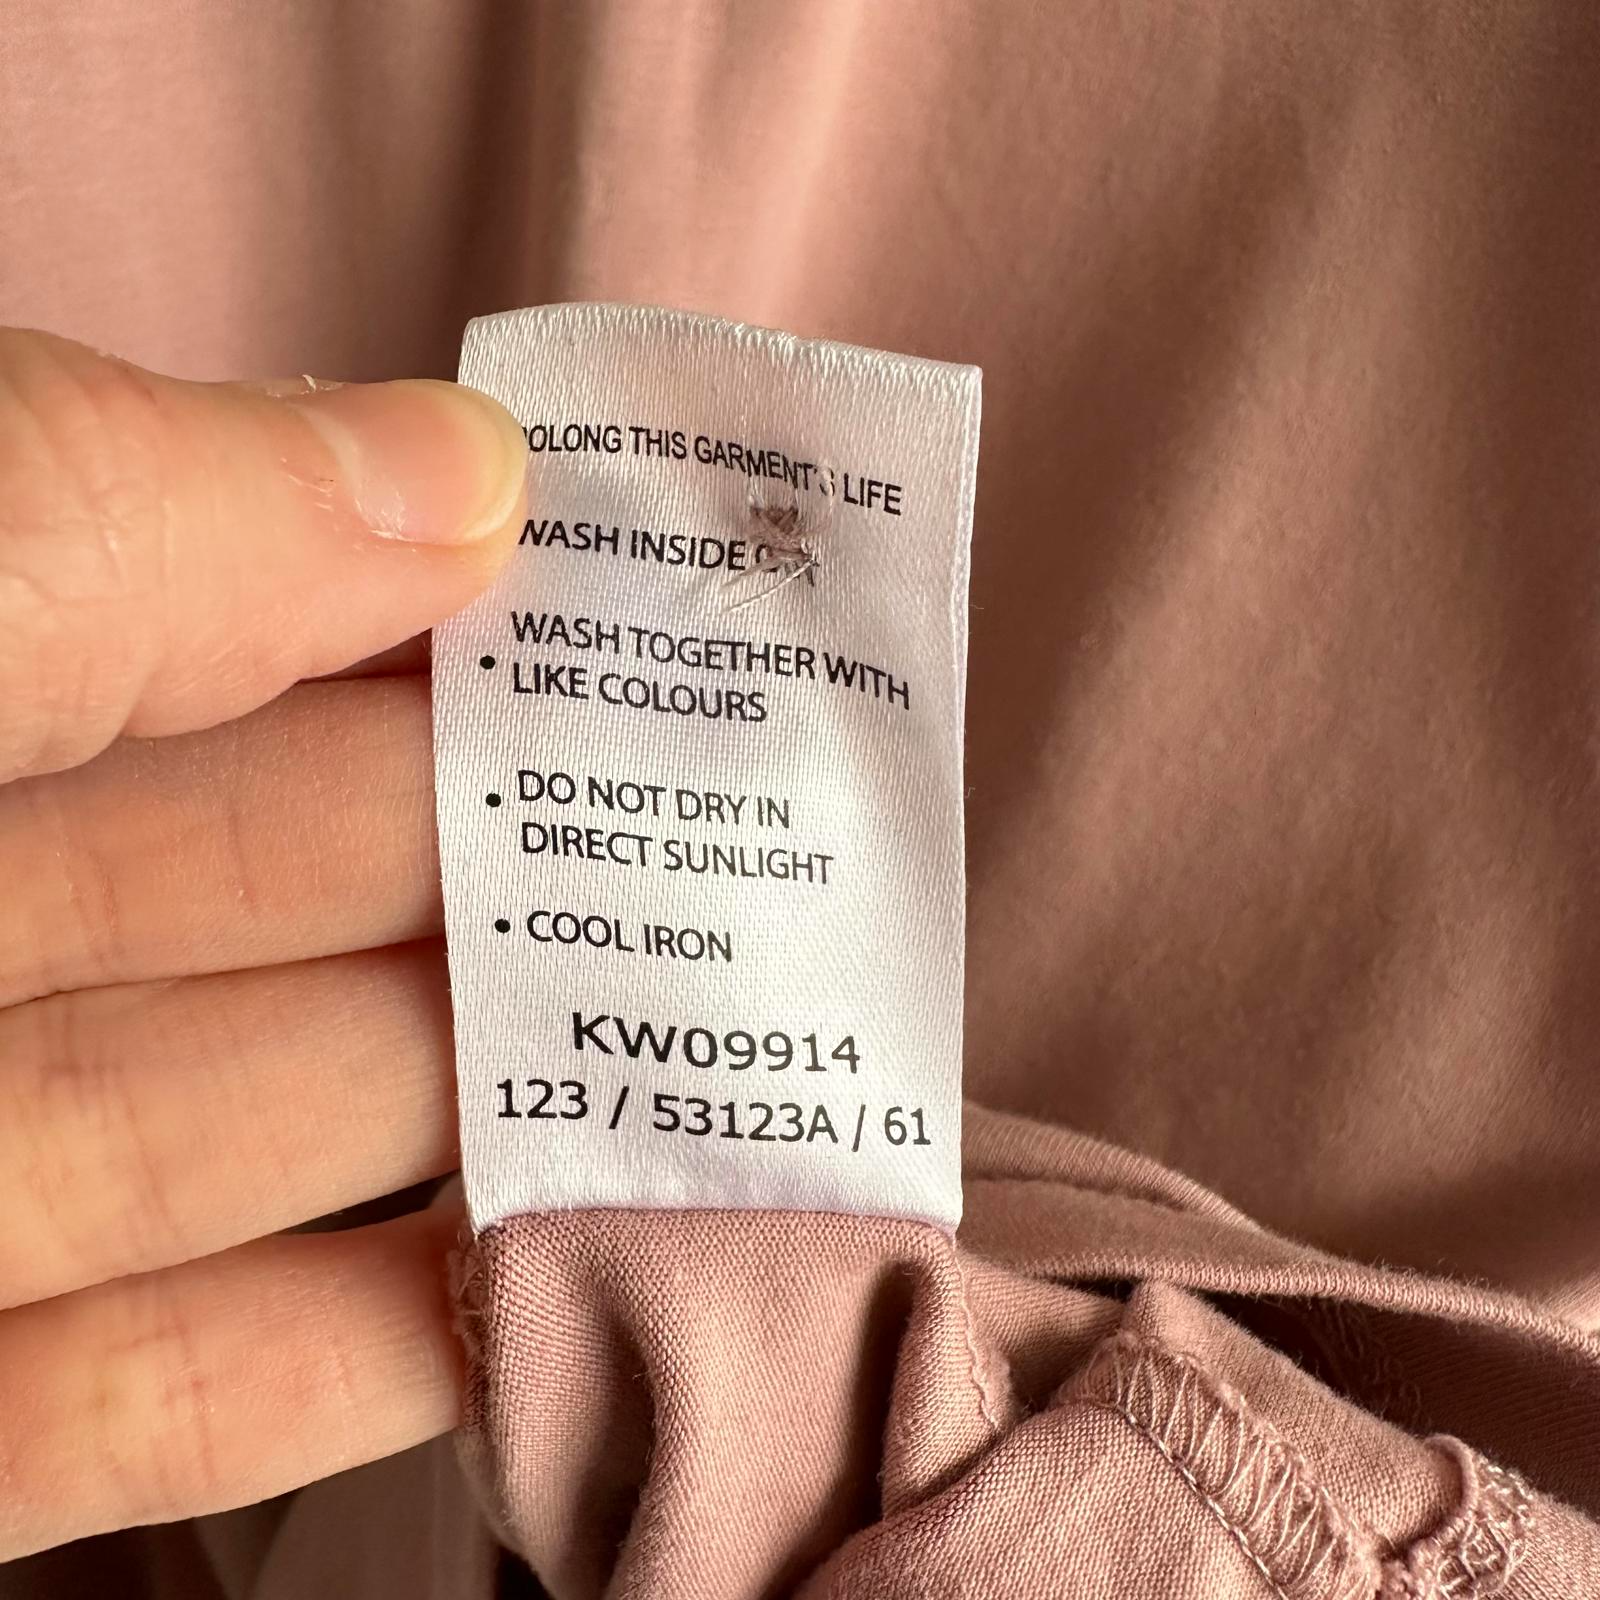 ROLONG THIS GARMENT'S LIFE
WASH INSIDE
WASH TOGETHER WITH
• LIKE COLOURS
• DO NOT DRY IN
DIRECT SUNLIGHT
• COOL IRON
KW09914
123 / 53123A / 61